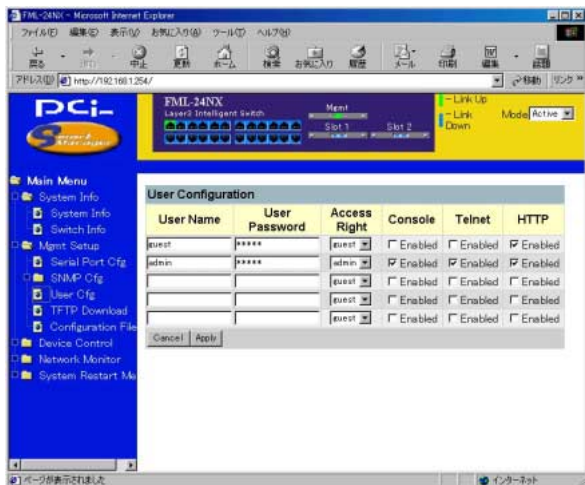 FML-24NX - Microsoft Internet Explorer
ファイル(F) 編集(E) 表示(V) お気に入り(A) ツール(T) ヘルプ(H)
戻る 中止 更新 ホーム 検索 お気に入り 履歴 メール 印刷 編集
アドレス(D) http://192.168.1.254/ 移動 リンク
PCi
Smart Manager
FML-24NX
Layer2 Intelligent Switch
Mgmt
Slot 1 Slot 2
Link Up
Link Down
Mode Active
Main Menu
System Info
System Info
Switch Info
Mgmt Setup
Serial Port Cfg
SNMP Cfg
User Cfg
TFTP Download
Configuration File
Device Control
Network Monitor
System Restart Me
User Configuration
User Name User Password Access Right Console Telnet HTTP
guest ***** guest Enabled Enabled Enabled
admin ***** admin Enabled Enabled Enabled
guest Enabled Enabled Enabled
guest Enabled Enabled Enabled
guest Enabled Enabled Enabled
Cancel Apply
ページが表示されました
インターネット